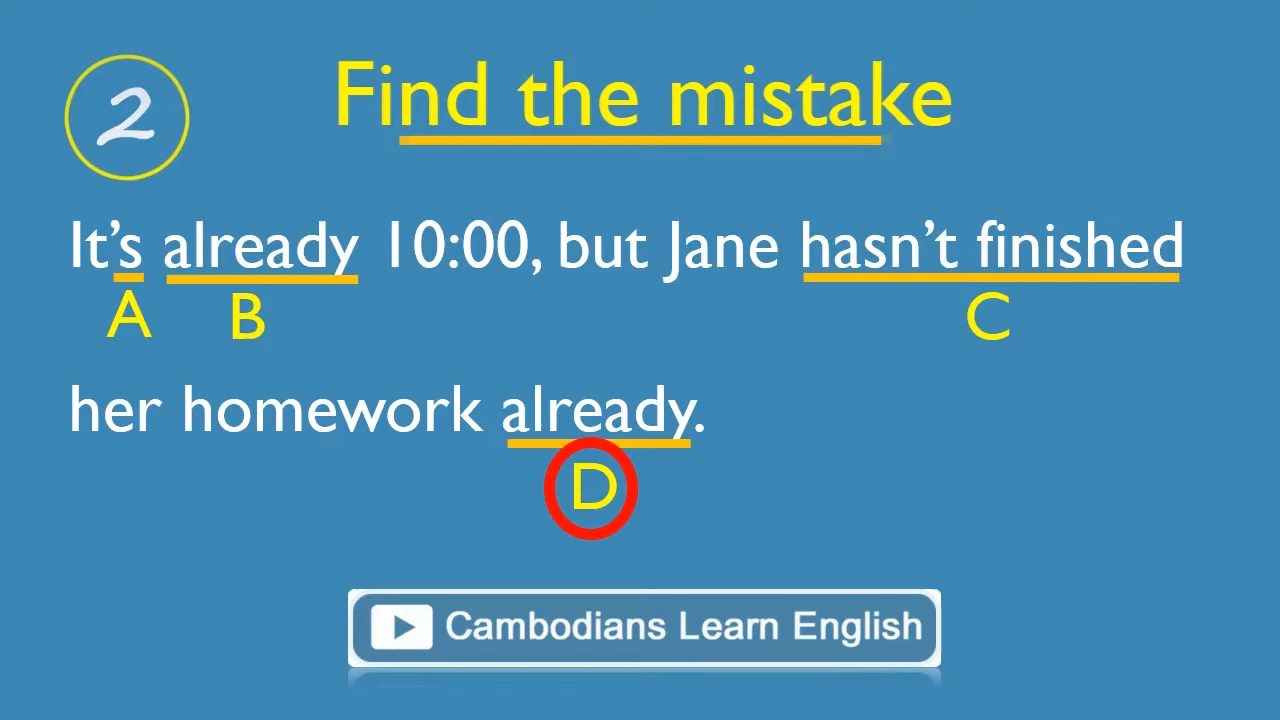 2
Find the mistake
It’s already 10:00, but Jane hasn’t finished
A B C
her homework already.
D
Cambodians Learn English